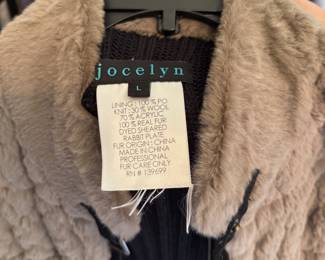 jocelyn
L
LINING : 100 % PO
KNIT : 30 % WOOL
70 % ACRYLIC
100 % REAL FUR
DYED SHEARED
RABBIT PLATE
FUR ORIGIN : CHINA
MADE IN CHINA
PROFESSIONAL
FUR CARE ONLY
RN # 139699